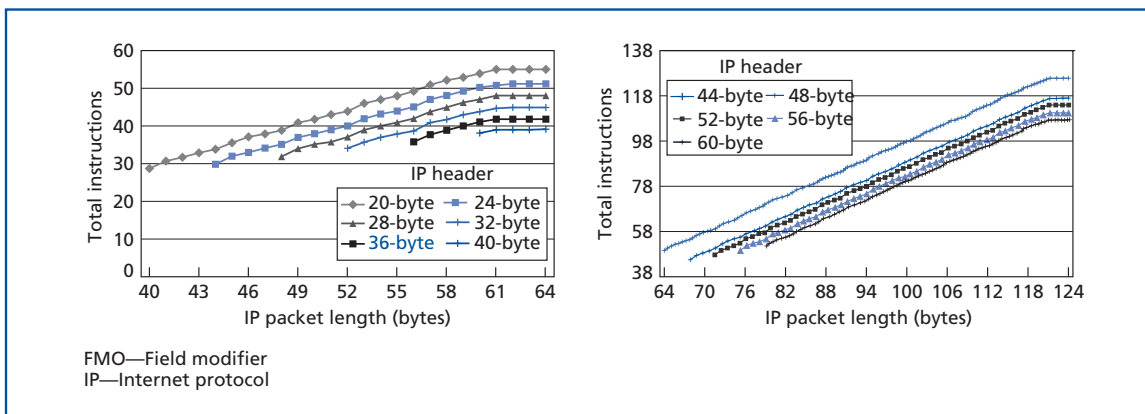 60
50
40
30
20
10
0
Total instructions
IP header
20-byte 24-byte
28-byte 32-byte
36-byte 40-byte
40 43 46 49 52 55 58 61 64
IP packet length (bytes)
138
118
98
78
58
38
Total instructions
IP header
44-byte 48-byte
52-byte 56-byte
60-byte
64 70 76 82 88 94 100 106 112 118 124
IP packet length (bytes)
FMO—Field modifier
IP—Internet protocol